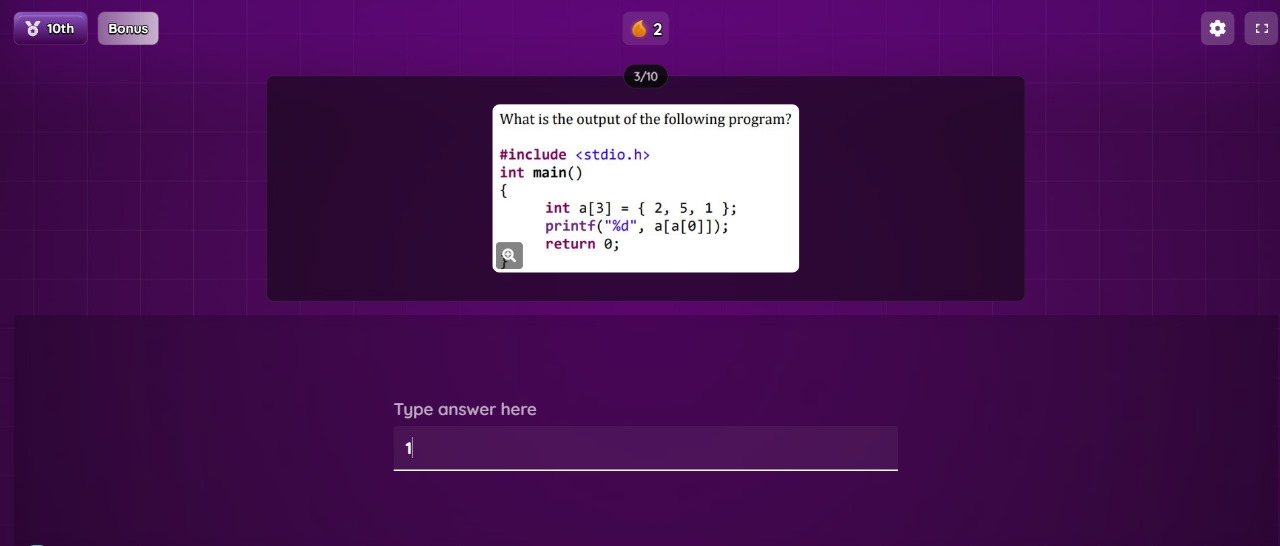 10th
Bonus
2
3/10
What is the output of the following program?
#include <stdio.h>
int main()
{
int a[3] = { 2, 5, 1 };
printf("%d", a[a[0]]);
return 0;
Type answer here
1